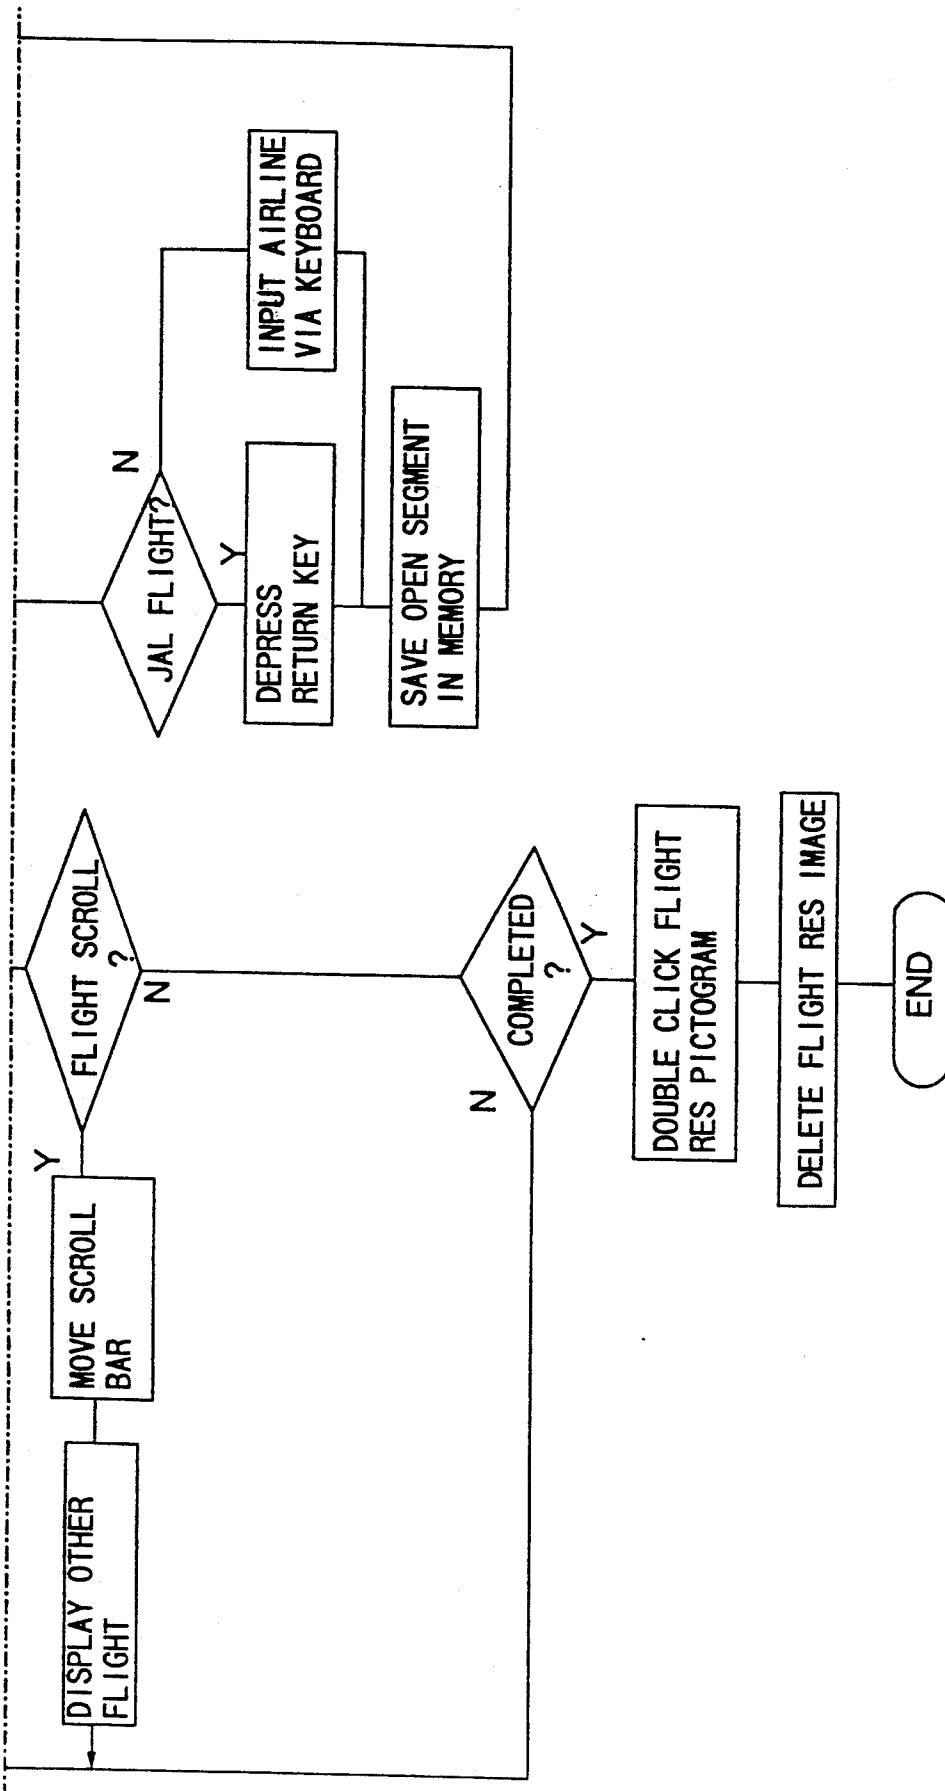 FLIGHT SCROLL
?
Y
N
MOVE SCROLL
BAR
DISPLAY OTHER
FLIGHT
COMPLETED
?
N
Y
DOUBLE CLICK FLIGHT
RES PICTOGRAM
DELETE FLIGHT RES IMAGE
END
JAL FLIGHT?
N
Y
DEPRESS
RETURN KEY
INPUT AIRLINE
VIA KEYBOARD
SAVE OPEN SEGMENT
IN MEMORY